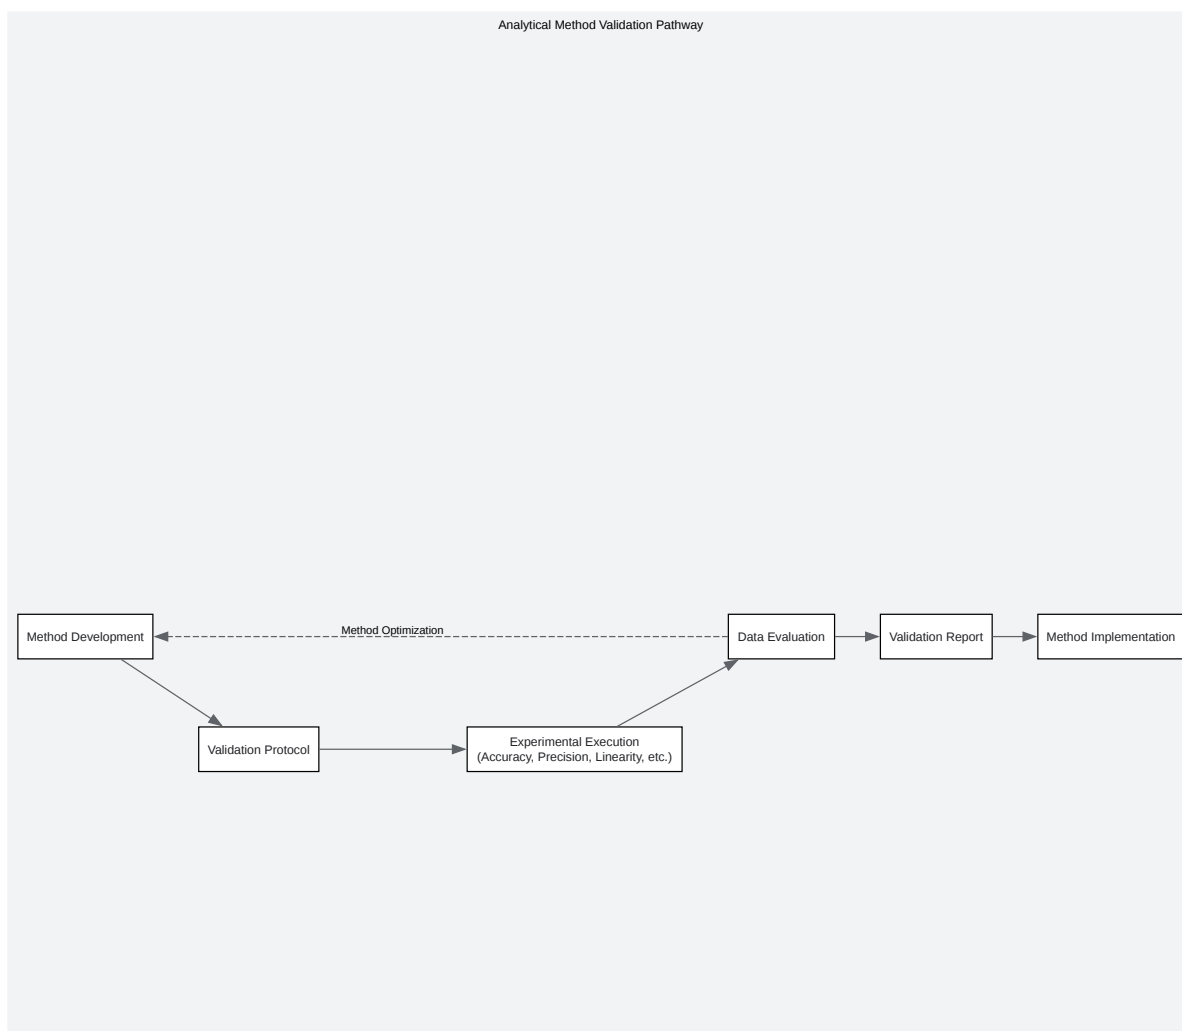 Analytical Method Validation Pathway
Method Development
Method Optimization
Data Evaluation
Validation Report
Method Implementation
Validation Protocol
Experimental Execution
(Accuracy, Precision, Linearity, etc.)